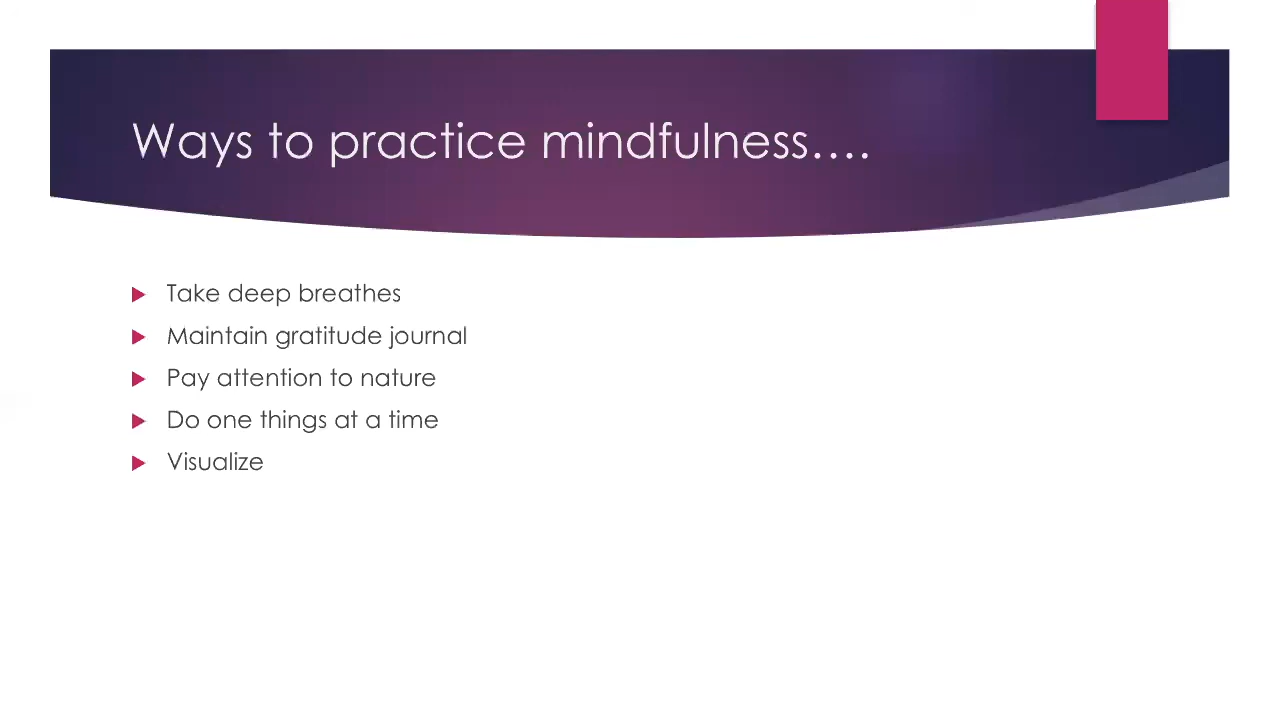 Ways to practice mindfulness....
Take deep breathes
Maintain gratitude journal
Pay attention to nature
Do one things at a time
Visualize